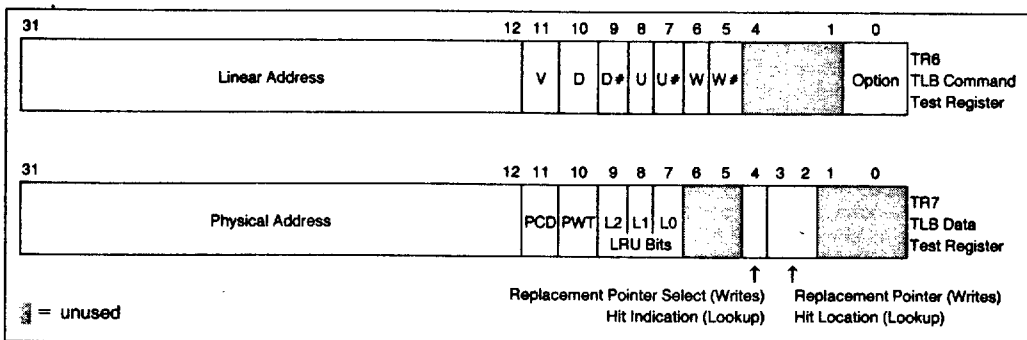 31 12 11 10 9 8 7 6 5 4 1 0
Linear Address V D D# U U# W W# Option
TR6
TLB Command
Test Register
31 12 11 10 9 8 7 6 5 4 3 2 1 0
Physical Address PCD PWT L2 L1 L0
LRU Bits
TR7
TLB Data
Test Register
↑ ↑
Replacement Pointer Select (Writes) Replacement Pointer (Writes)
Hit Indication (Lookup) Hit Location (Lookup)
= unused